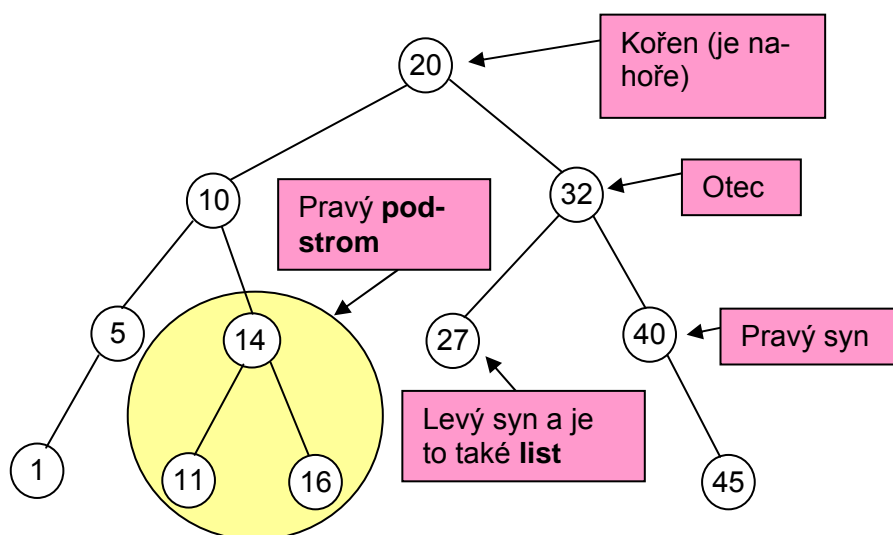 Kořen (je na-
hoře)
20
Otec
10
32
Pravý pod-
strom
5
14
27
40
Pravý syn
Levý syn a je
to také list
1
11
16
45